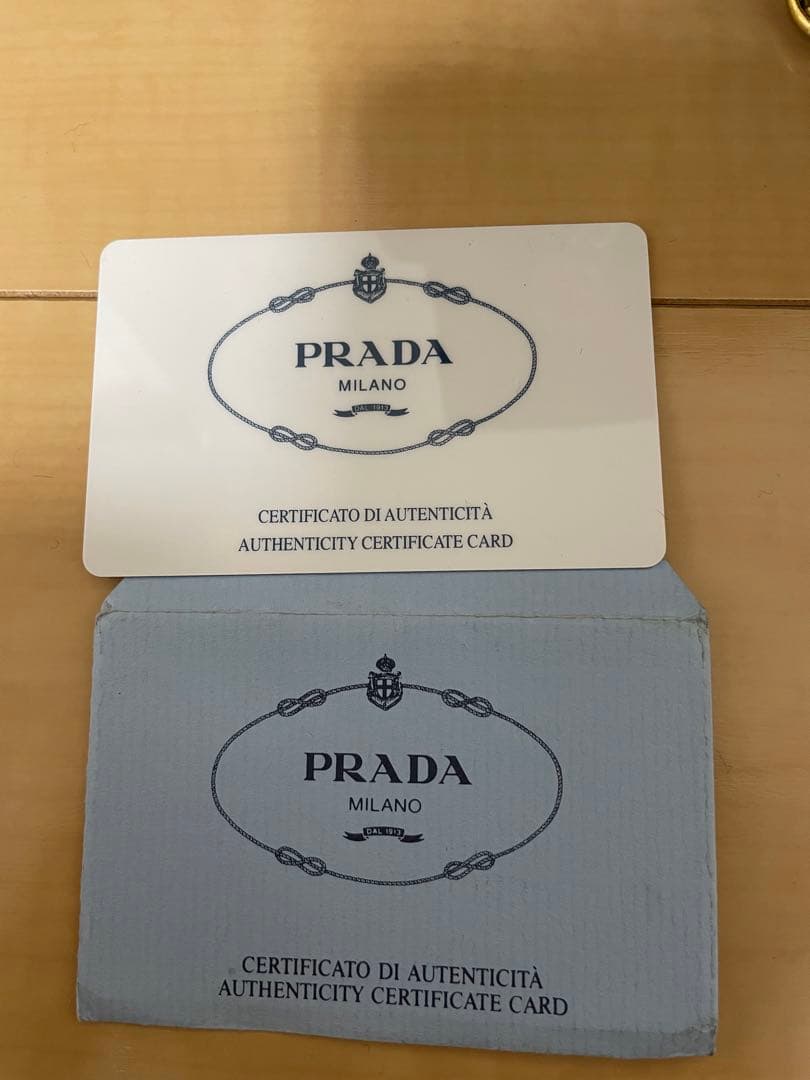 PRADA
MILANO
DAL 1913
CERTIFICATO DI AUTENTICITÀ
AUTHENTICITY CERTIFICATE CARD
PRADA
MILANO
DAL 1913
CERTIFICATO DI AUTENTICITÀ
AUTHENTICITY CERTIFICATE CARD